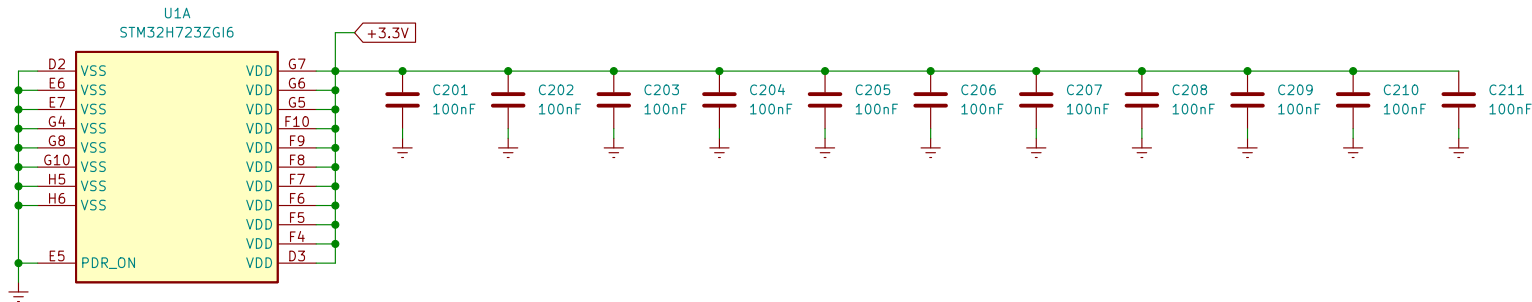 U1A
STM32H723ZGI6
+3.3V
D2 VSS VDD G7
E6 VSS VDD G6
E7 VSS VDD G5
G4 VSS VDD F10
G8 VSS VDD F9
G10 VSS VDD F8
H5 VSS VDD F7
H6 VSS VDD F6
VDD F5
VDD F4
E5 PDR_ON VDD D3
C201
100nF
C202
100nF
C203
100nF
C204
100nF
C205
100nF
C206
100nF
C207
100nF
C208
100nF
C209
100nF
C210
100nF
C211
100nF